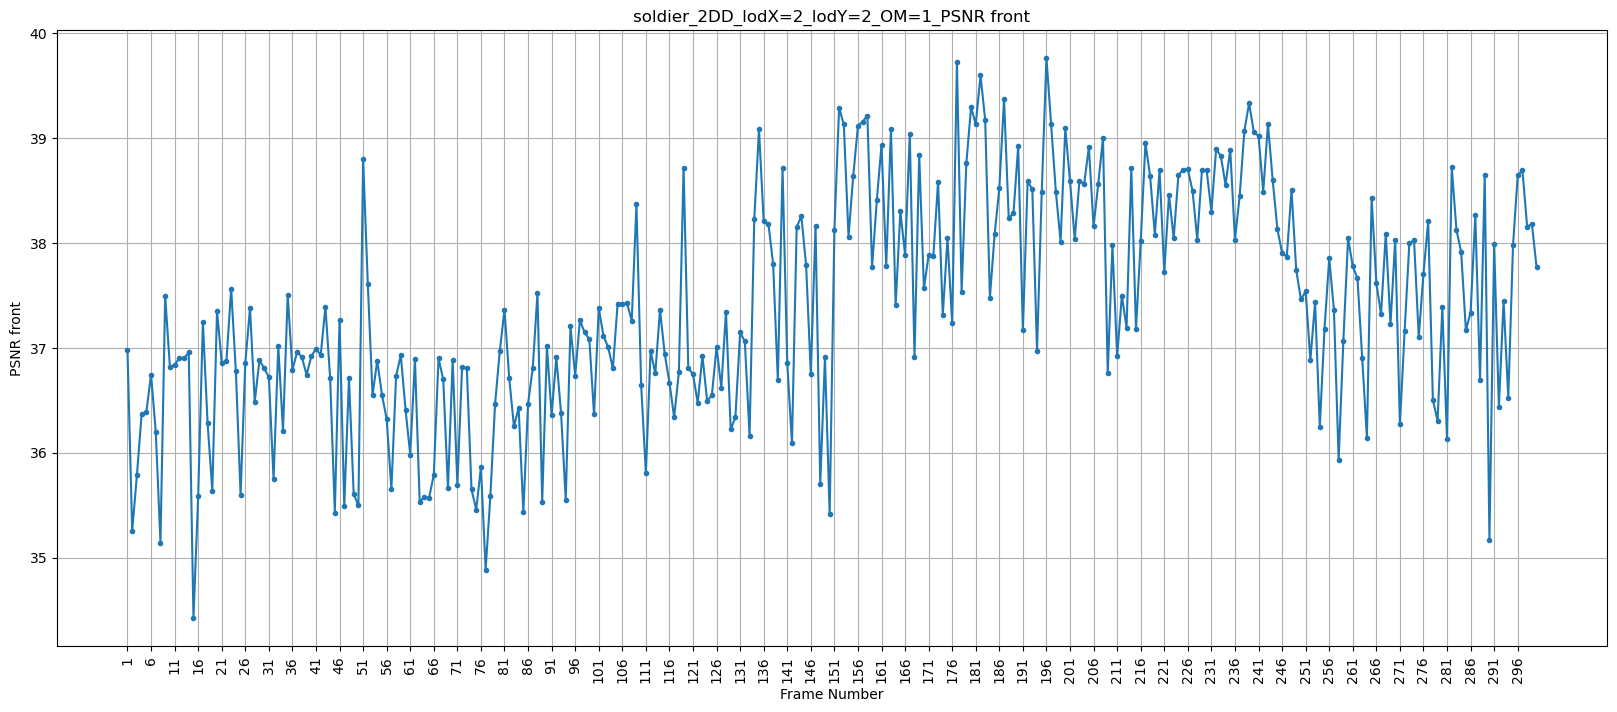 soldier_2DD_lodX=2_lodY=2_OM=1_PSNR front
PSNR front
40
39
38
37
36
35
1 6 11 16 21 26 31 36 41 46 51 56 61 66 71 76 81 86 91 96 101 106 111 116 121 126 131 136 141 146 151 156 161 166 171 176 181 186 191 196 201 206 211 216 221 226 231 236 241 246 251 256 261 266 271 276 281 286 291 296
Frame Number